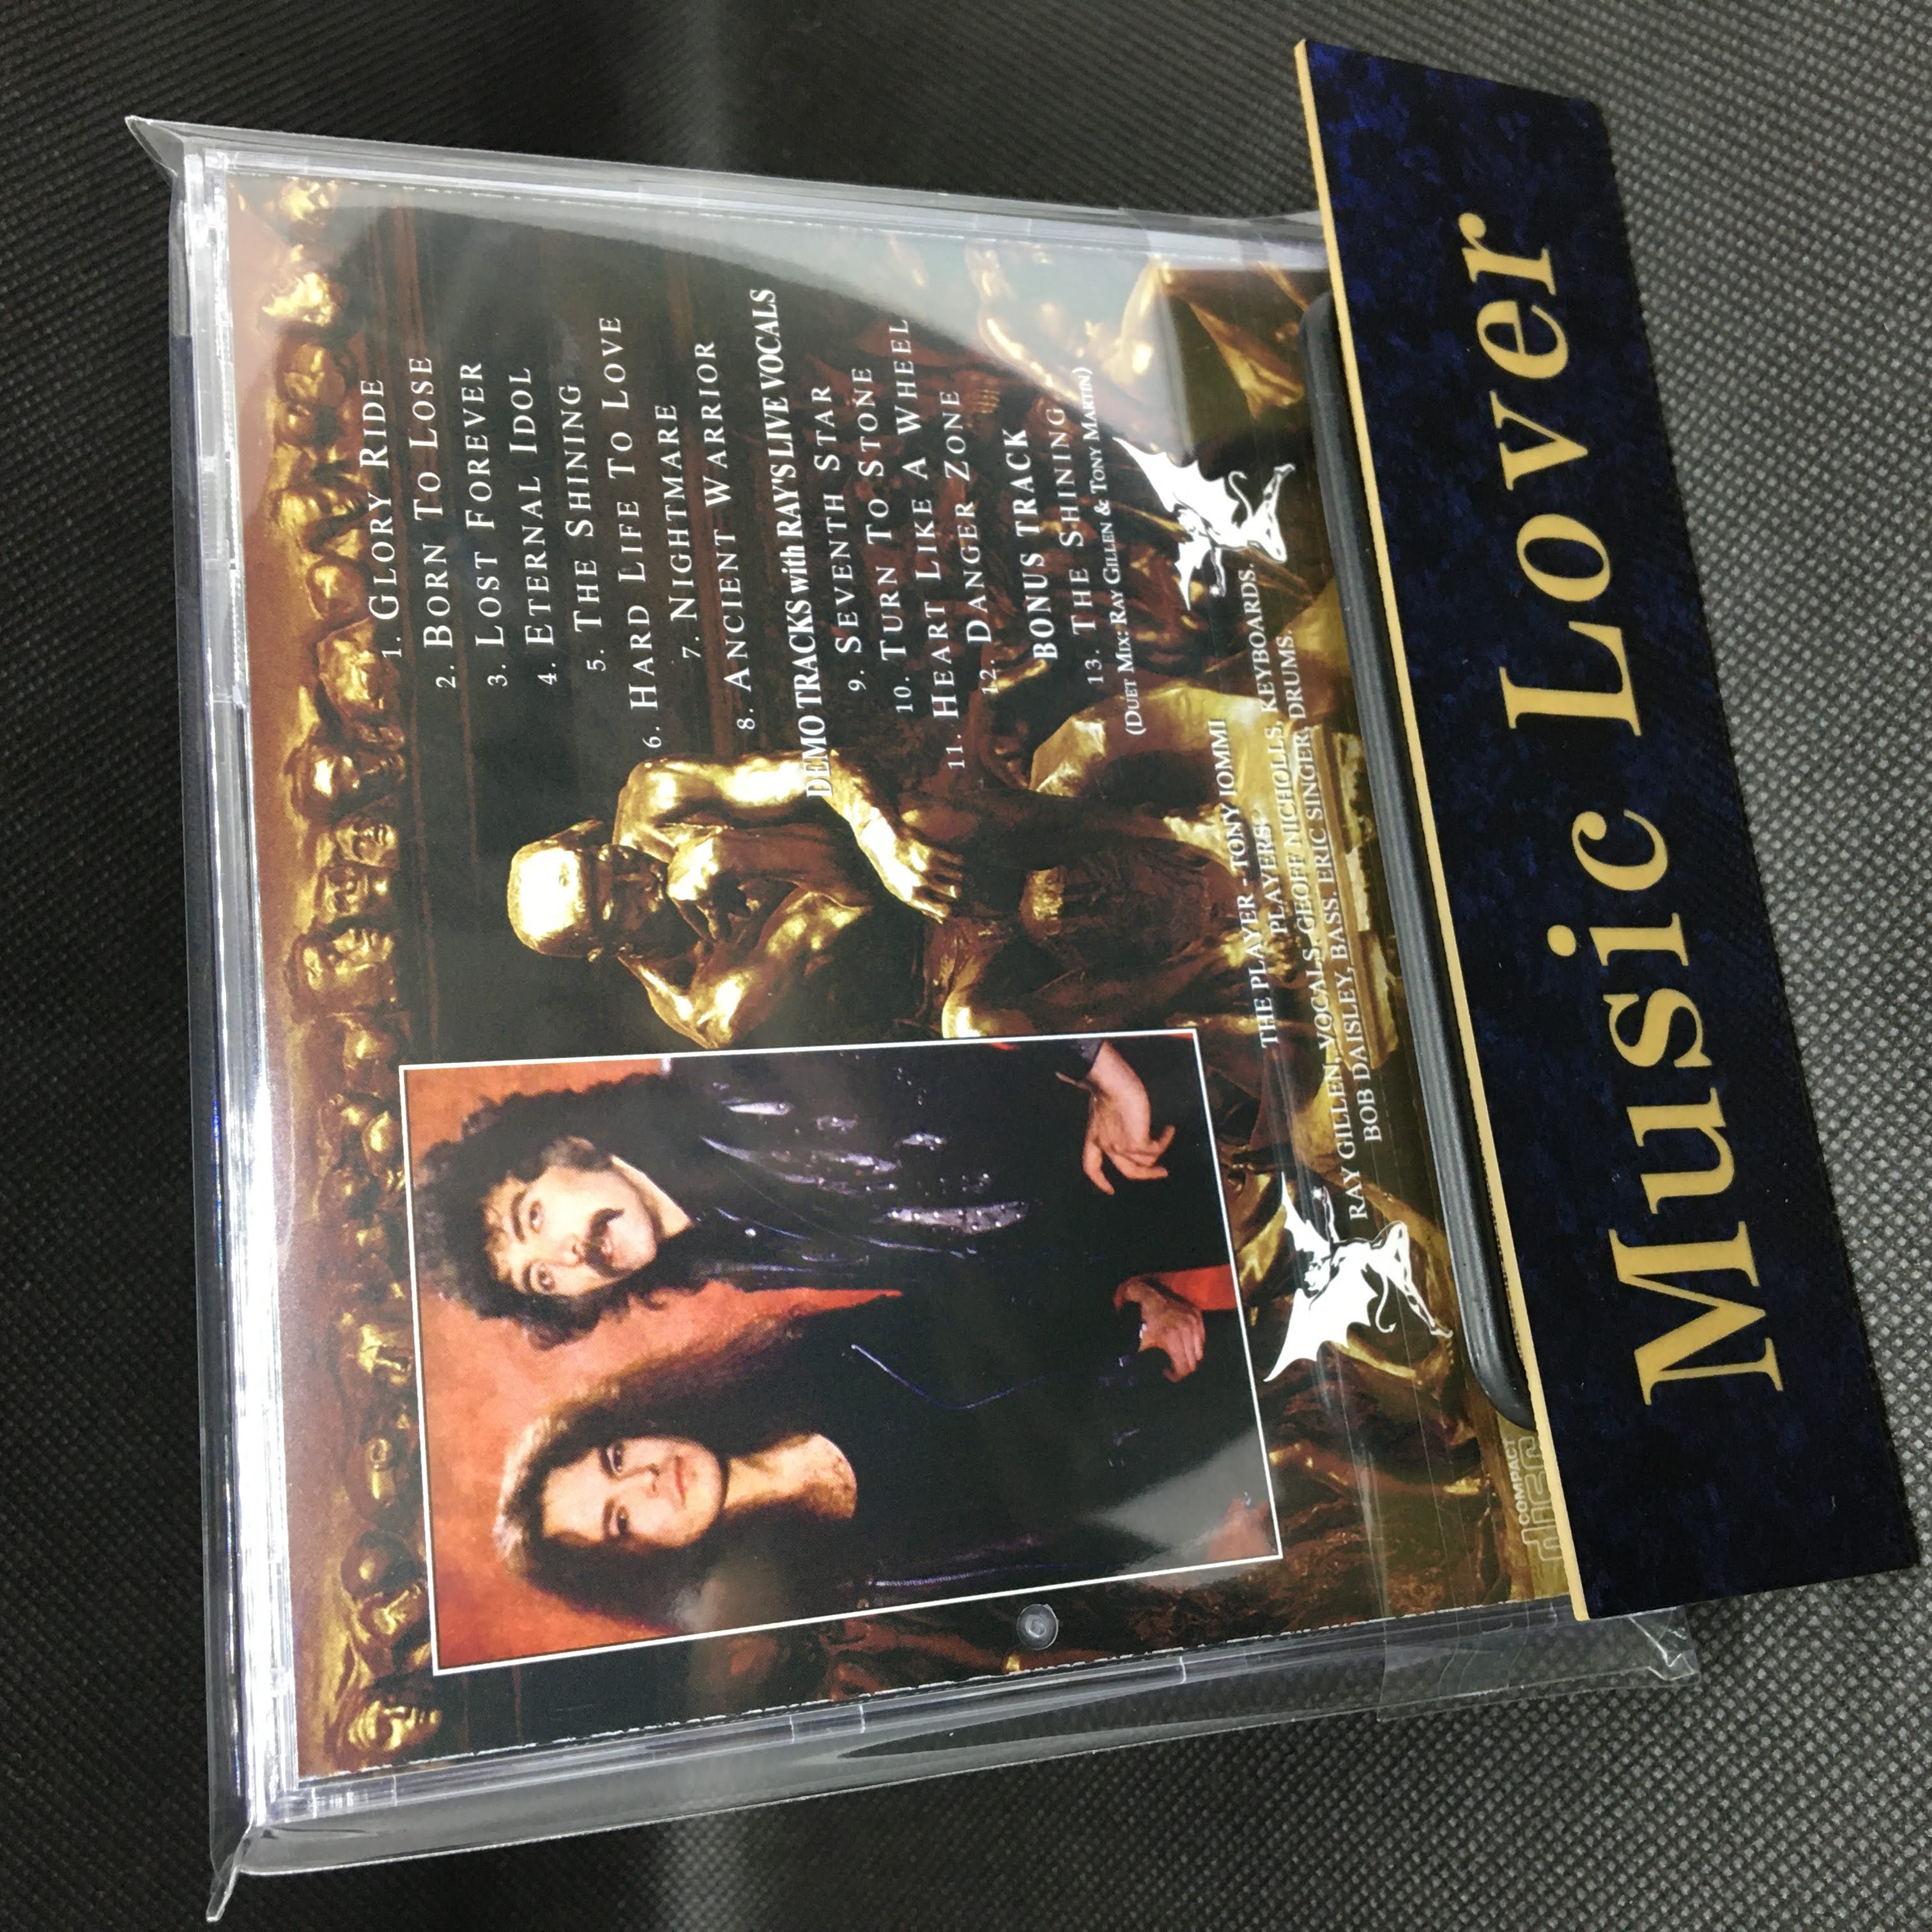 1. GLORY RIDE
2. BORN TO LOSE
3. LOST FOREVER
4. ETERNAL IDOL
5. THE SHINING
6. HARD LIFE TO LOVE
7. NIGHTMARE
8. ANCIENT WARRIOR
DEMO TRACKS with RAY'S LIVE VOCALS
9. SEVENTH STAR
10. TURN TO STONE
11. HEART LIKE A WHEEL
12. DANGER ZONE
BONUS TRACK
13. THE SHINING
(DUET MIX: RAY GILLEN & TONY MARTIN)
THE PLAYER - TONY IOMMI
PLAYERS:
RAY GILLEN, VOCALS. GEOFF NICHOLLS, KEYBOARDS.
BOB DAISLEY, BASS. ERIC SINGER, DRUMS.
COMPACT
disc
Music Lover